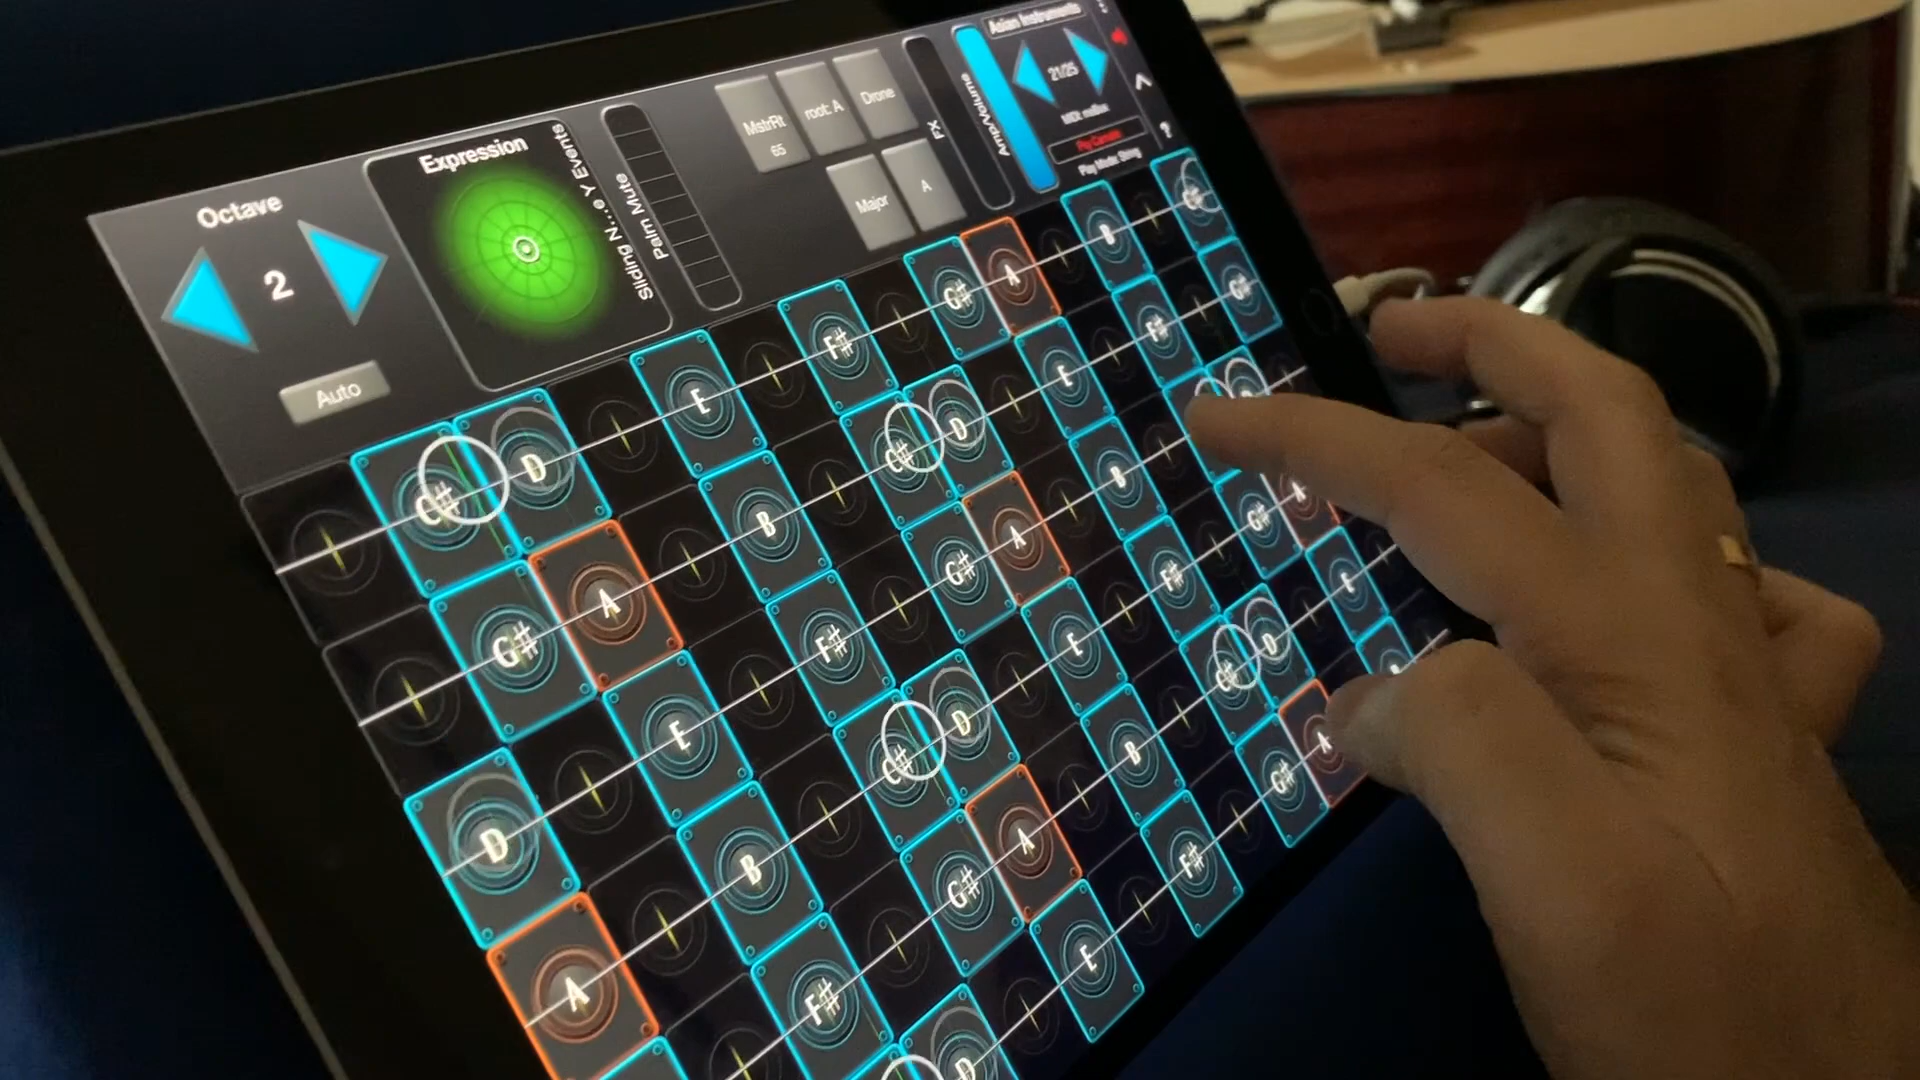 Octave
2
Auto
Expression
Sliding N...e Y Events
Palm Mute
MstrRt
65
root: A
Drone
Major
A
FX
Amp/Volume
Asian Instruments
21/25
Play Mode: String
?
C# D E F# G# A B C#
G# A B C# D E F# G#
D E F# G# A B
A B C# D E F# G# A
F# G# A B C# D E
D E F# G# A